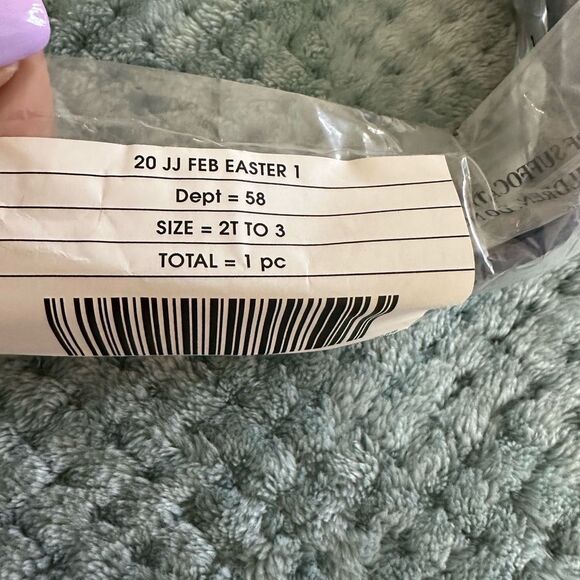 20 JJ FEB EASTER 1
Dept = 58
SIZE = 2T TO 3
TOTAL = 1 pc